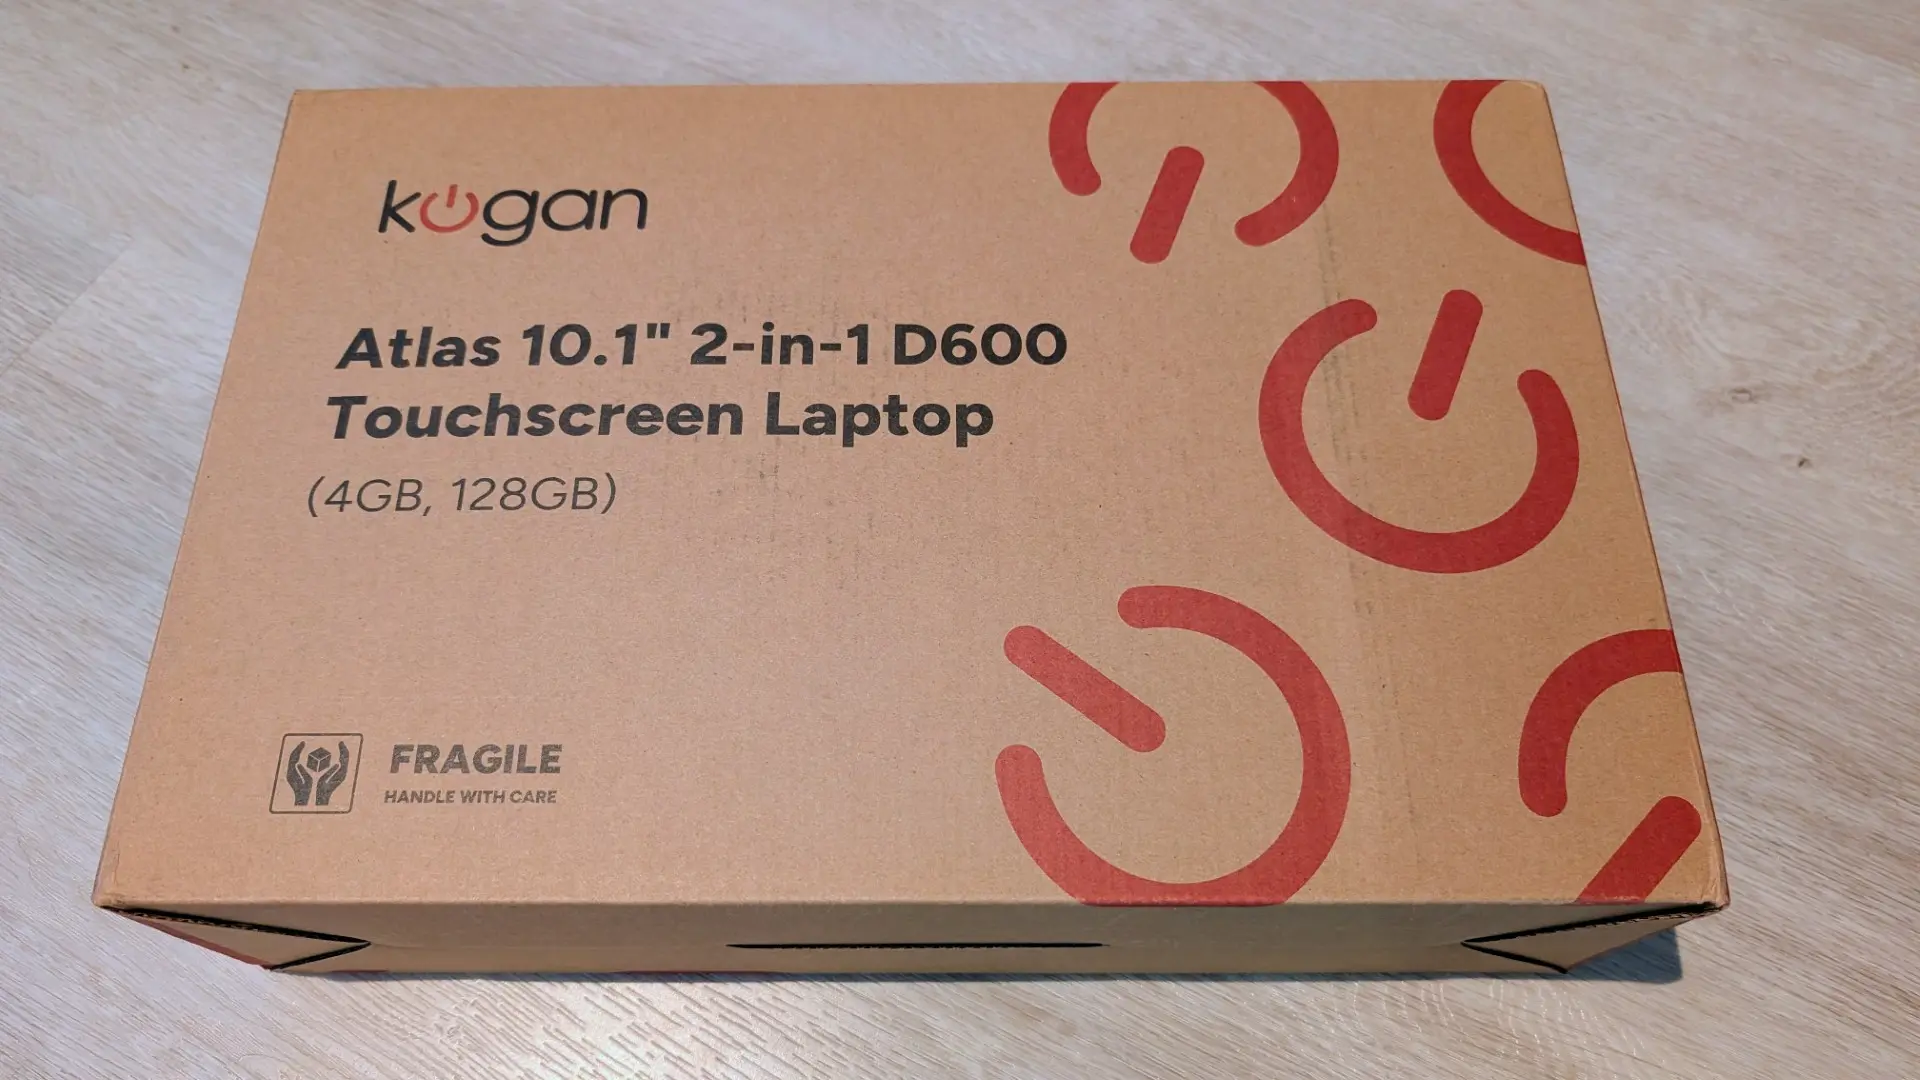 kogan
Atlas 10.1" 2-in-1 D600
Touchscreen Laptop
(4GB, 128GB)
FRAGILE
HANDLE WITH CARE